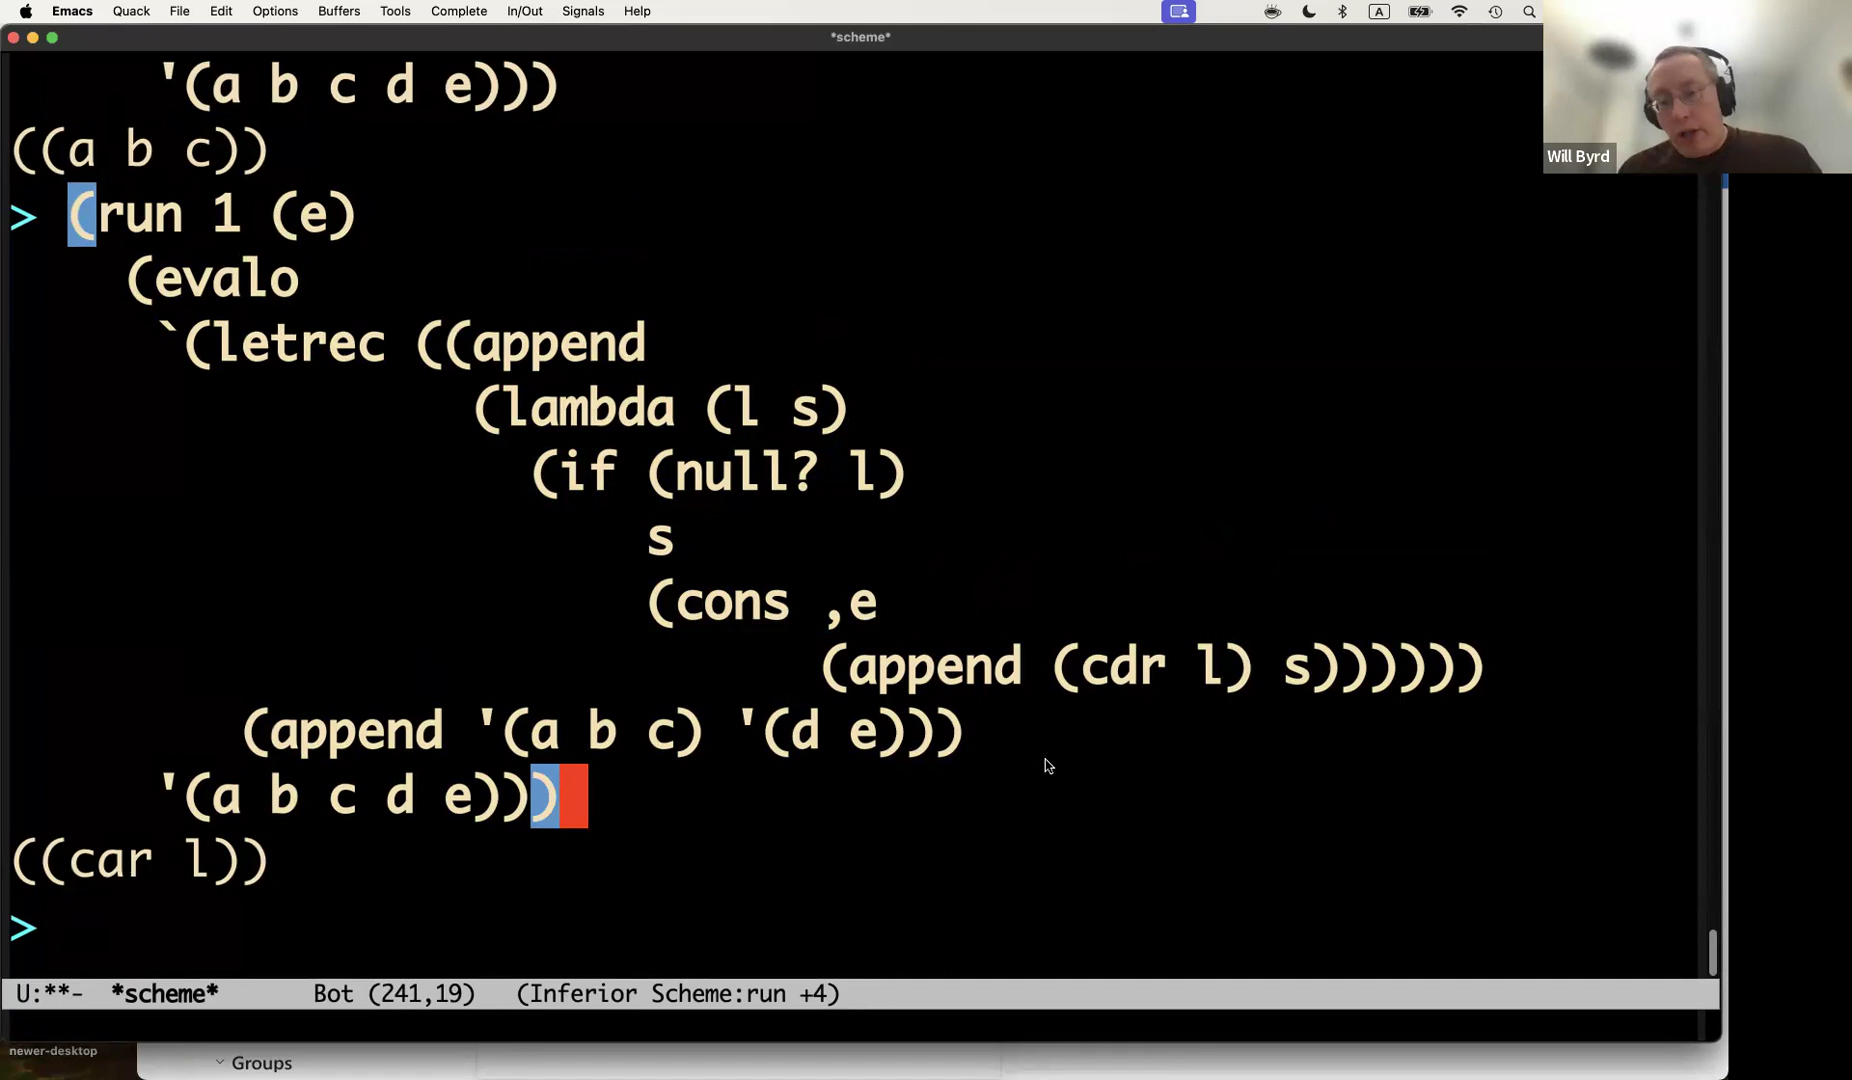 Emacs Quack File Edit Options Buffers Tools Complete In/Out Signals Help A
*scheme*
'(a b c d e)))
((a b c))
> (run 1 (e)
(evalo
`(letrec ((append
(lambda (l s)
(if (null? l)
s
(cons ,e
(append (cdr l) s))))))
(append '(a b c) '(d e)))
'(a b c d e)))
((car l))
>
U:**- *scheme* Bot (241,19) (Inferior Scheme:run +4)
Will Byrd
newer-desktop
Groups